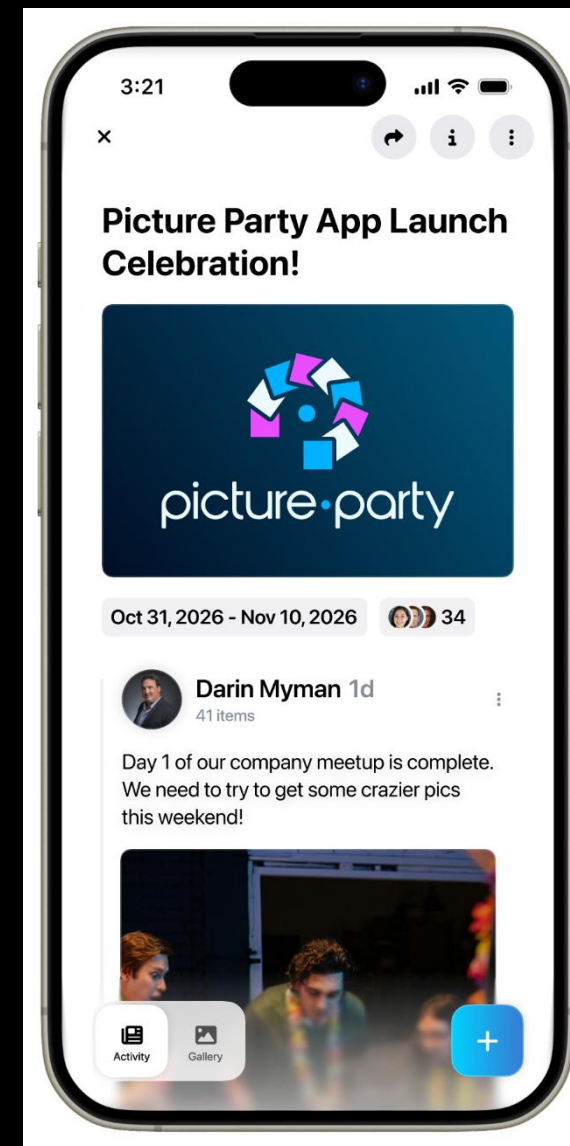 3:21
Picture Party App Launch
Celebration!
picture•party
Oct 31, 2026 - Nov 10, 2026
34
Darin Myman 1d
41 items
Day 1 of our company meetup is complete.
We need to try to get some crazier pics
this weekend!
Activity
Gallery